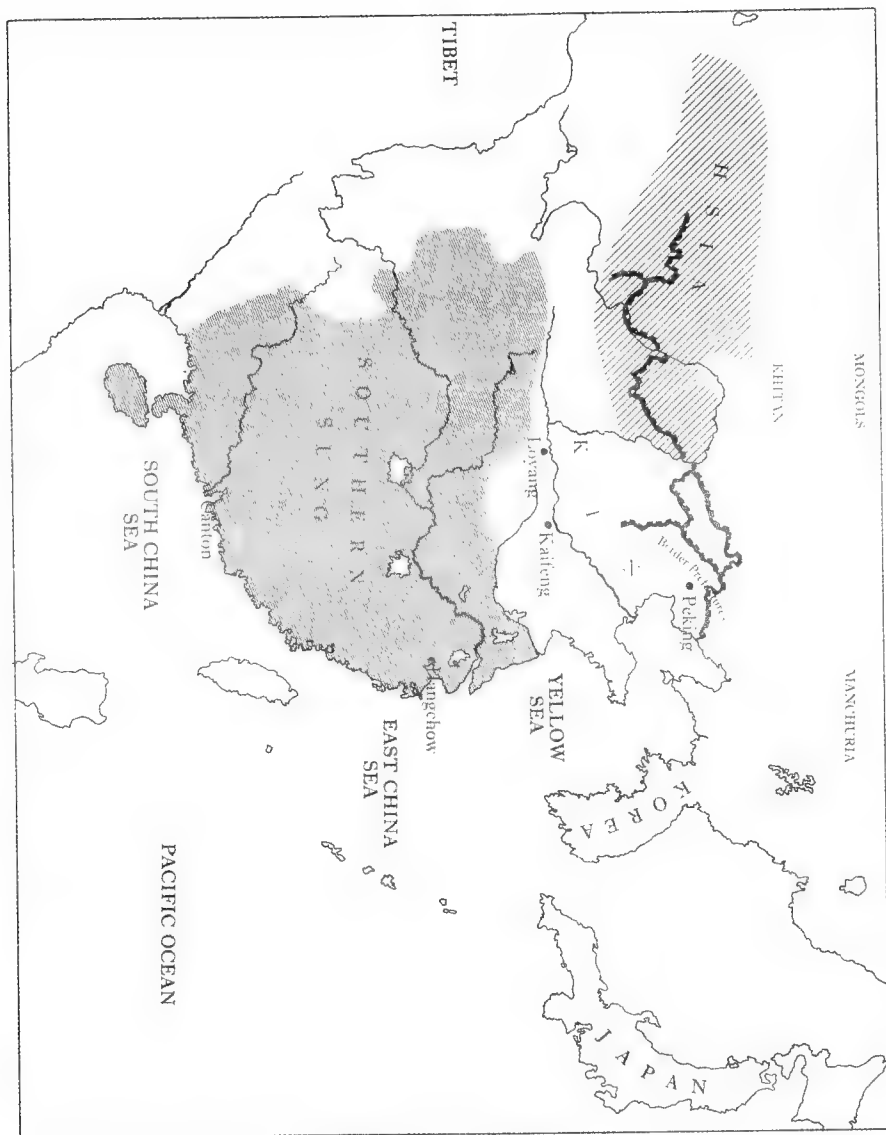 MONGOLS
MANCHURIA
KHITAN
HSIA
Border Prefectures
Peking
KOREA
JAPAN
Loyang
Kaifeng
YELLOW
SEA
TIBET
Hangchow
EAST CHINA
SEA
SOUTHERN
SUNG
Canton
SOUTH CHINA
SEA
PACIFIC OCEAN